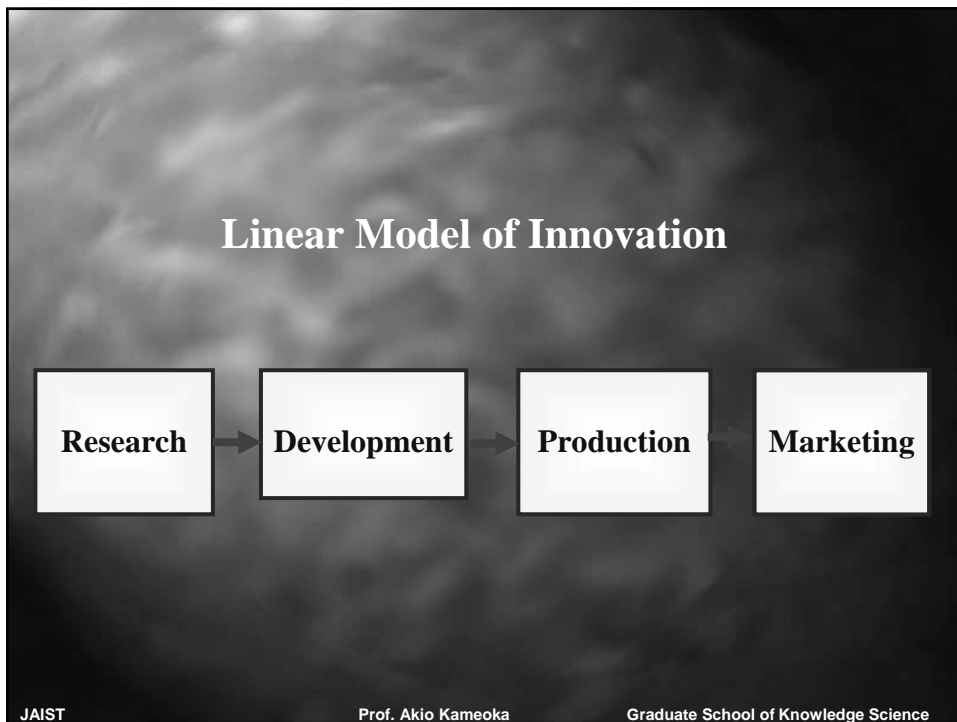 Linear Model of Innovation
Research Development Production Marketing
JAIST Prof. Akio Kameoka Graduate School of Knowledge Science